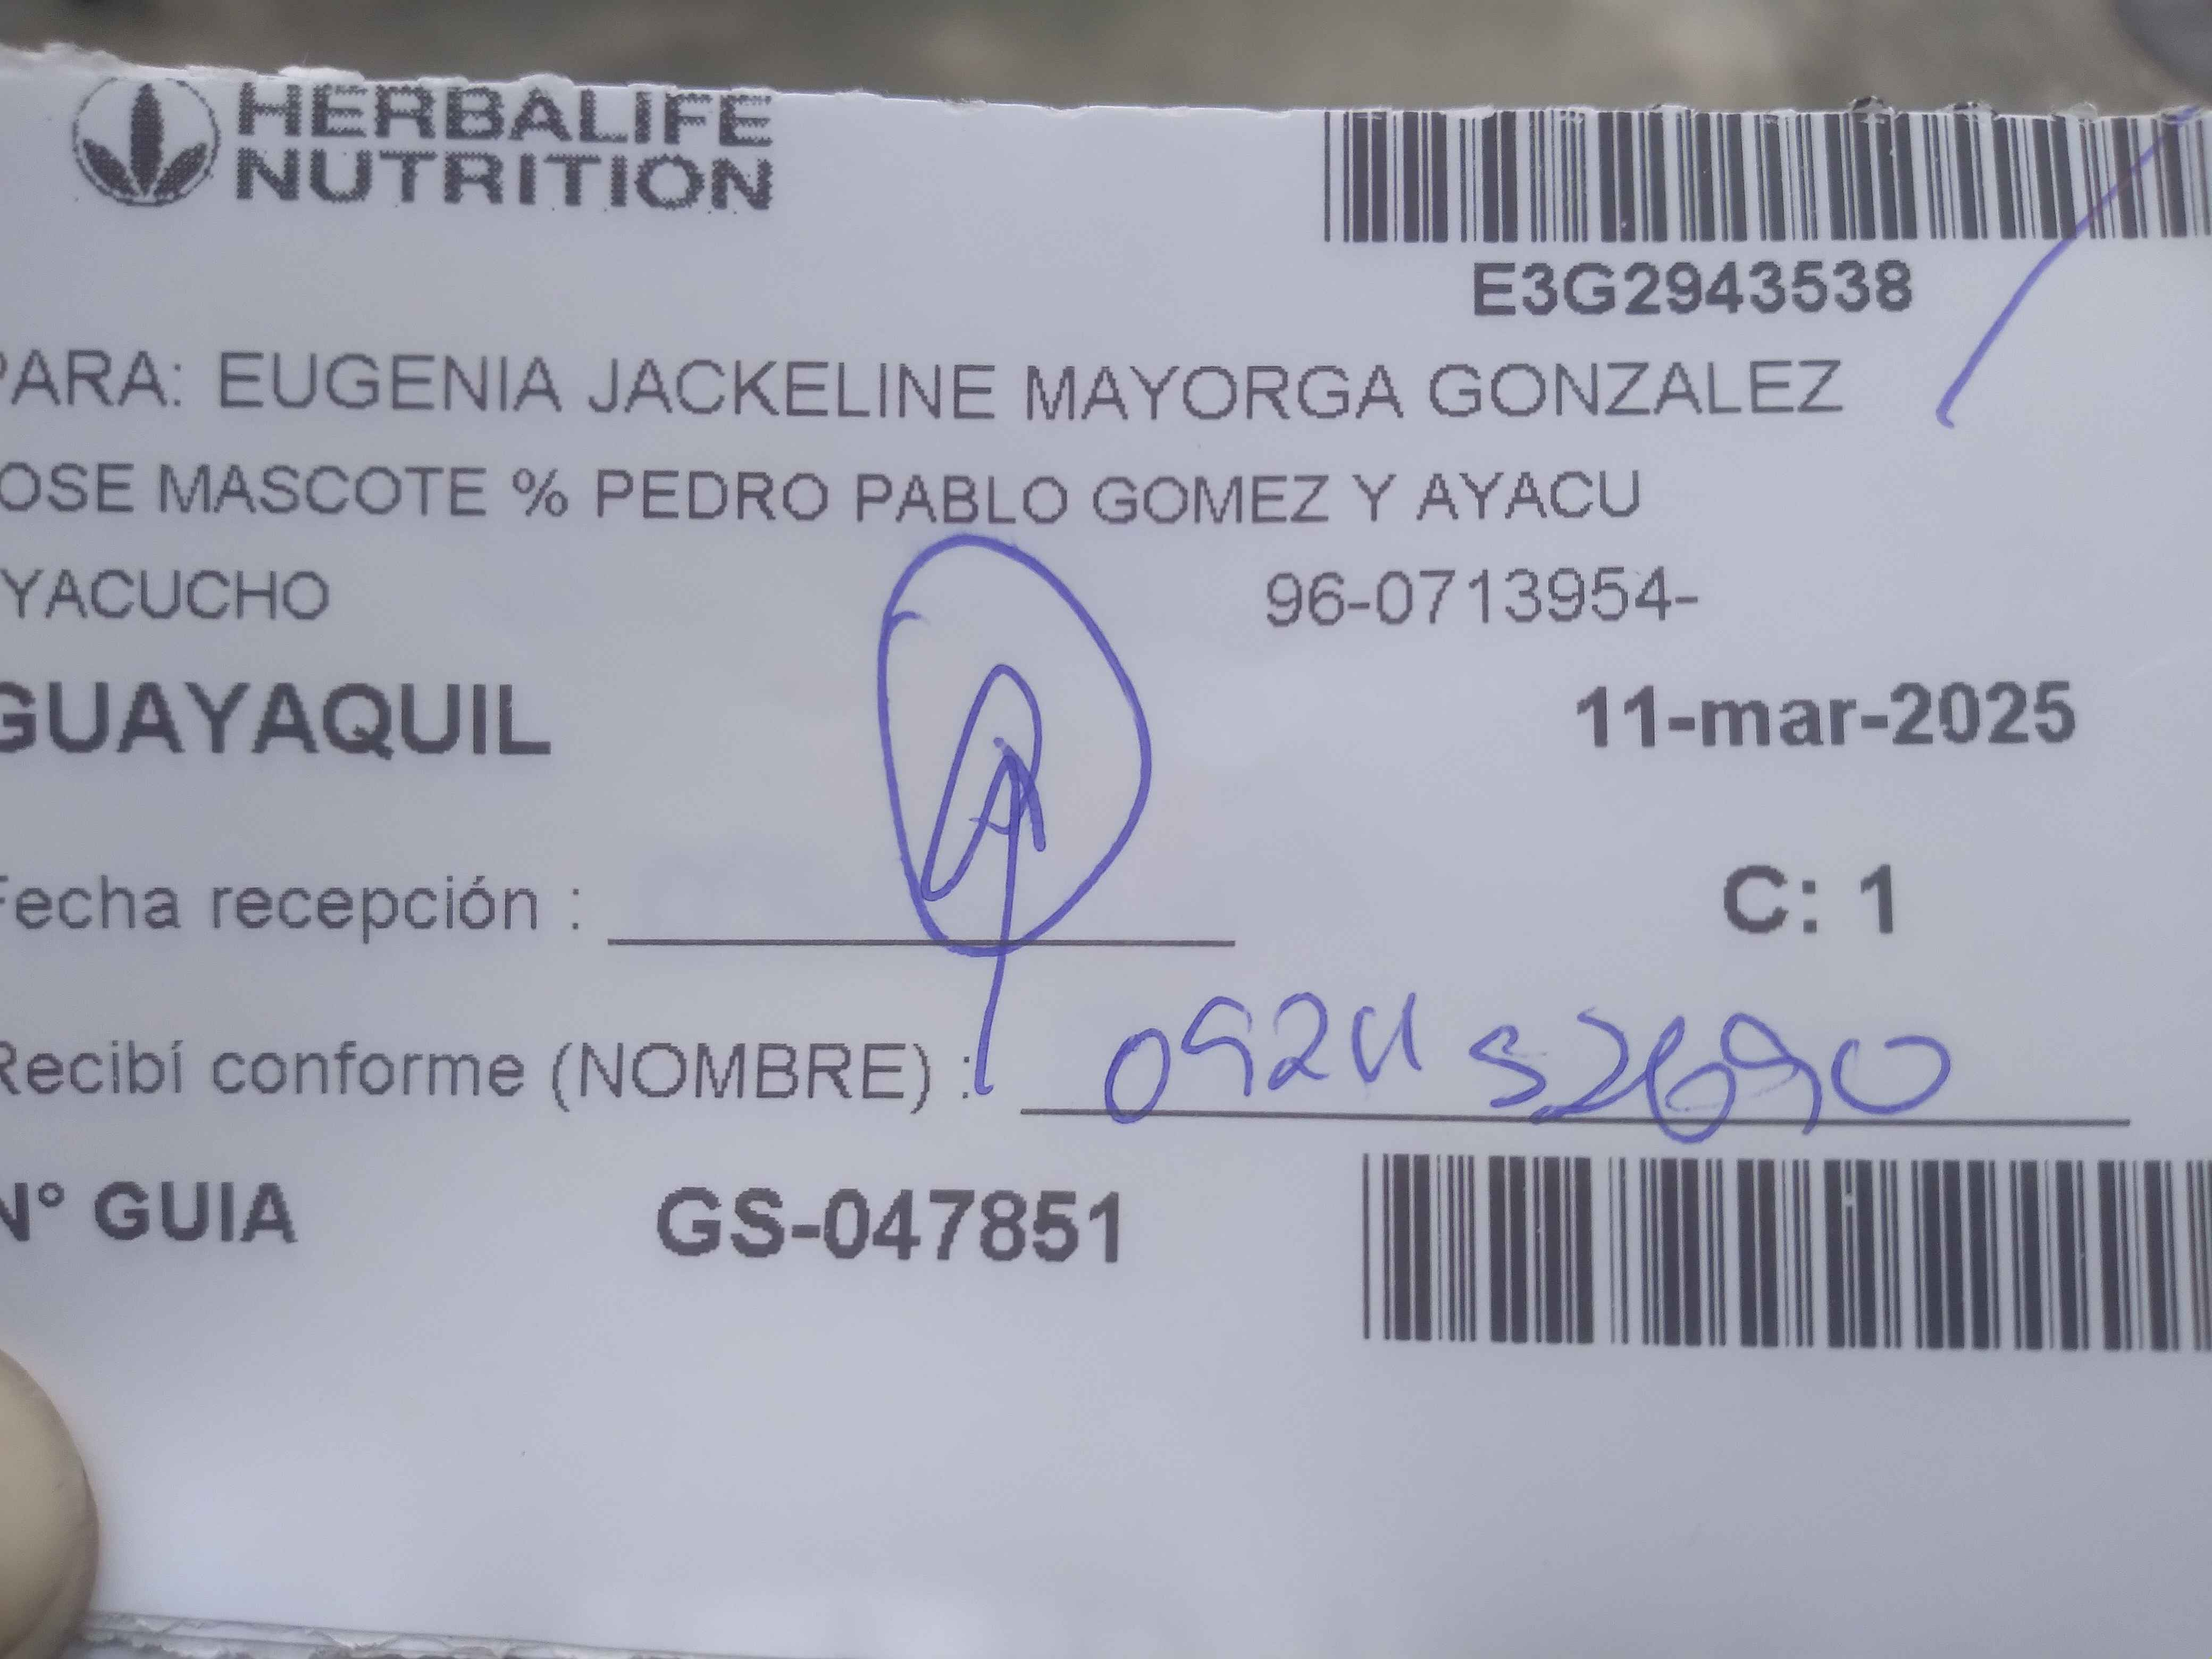 HERBALIFE
NUTRITION
E3G2943538
PARA: EUGENIA JACKELINE MAYORGA GONZALEZ
OSE MASCOTE % PEDRO PABLO GOMEZ Y AYACU
YACUCHO 96-0713954-
GUAYAQUIL 11-mar-2025
Fecha recepción :
C: 1
Recibí conforme (NOMBRE) : 092452690
N° GUIA GS-047851